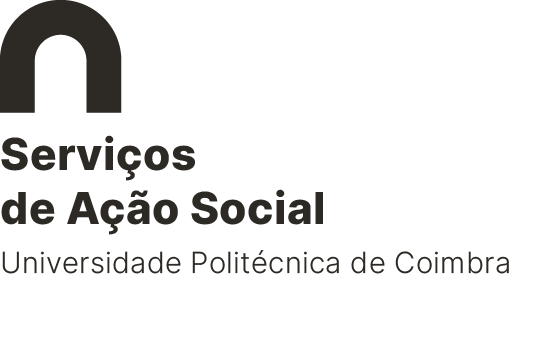 Serviços
de Ação Social
Universidade Politécnica de Coimbra